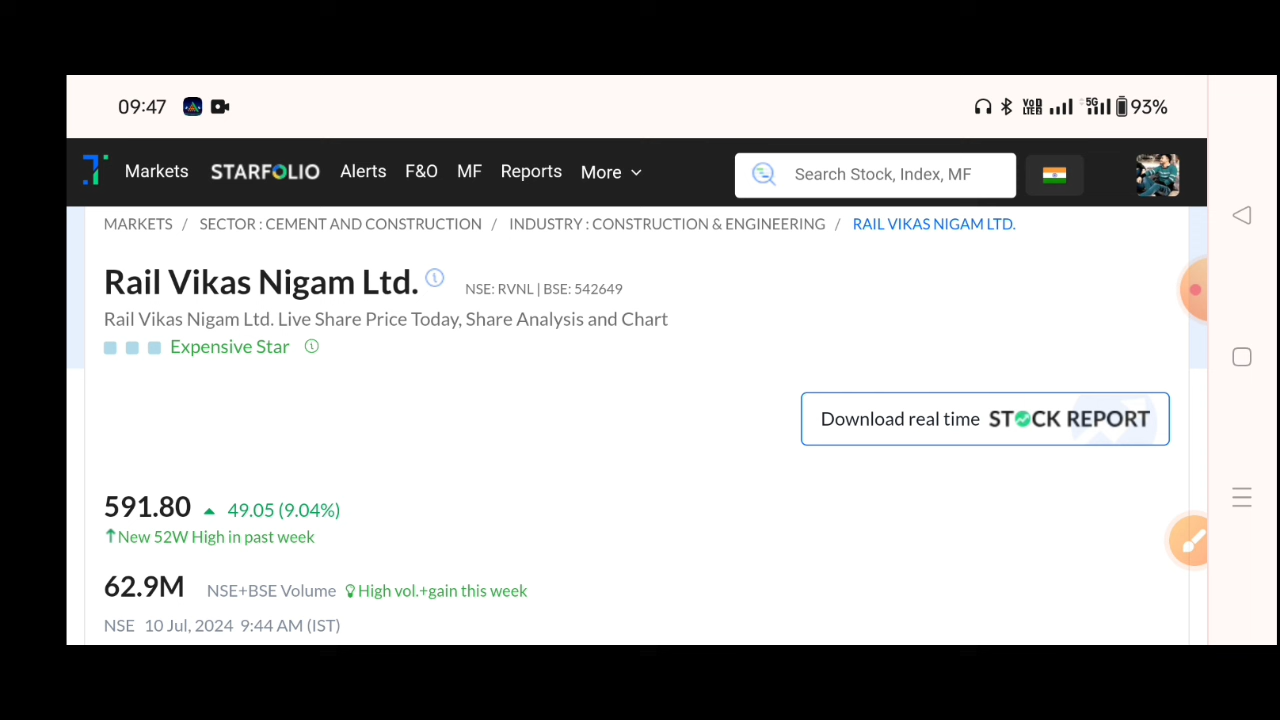 09:47 VoD LTED 5G 93%
Markets STARFOLIO Alerts F&O MF Reports More Search Stock, Index, MF
MARKETS / SECTOR : CEMENT AND CONSTRUCTION / INDUSTRY : CONSTRUCTION & ENGINEERING / RAIL VIKAS NIGAM LTD.
Rail Vikas Nigam Ltd. NSE: RVNL | BSE: 542649
Rail Vikas Nigam Ltd. Live Share Price Today, Share Analysis and Chart
Expensive Star
Download real time STOCK REPORT
591.80 49.05 (9.04%)
New 52W High in past week
62.9M NSE+BSE Volume High vol.+gain this week
NSE 10 Jul, 2024 9:44 AM (IST)